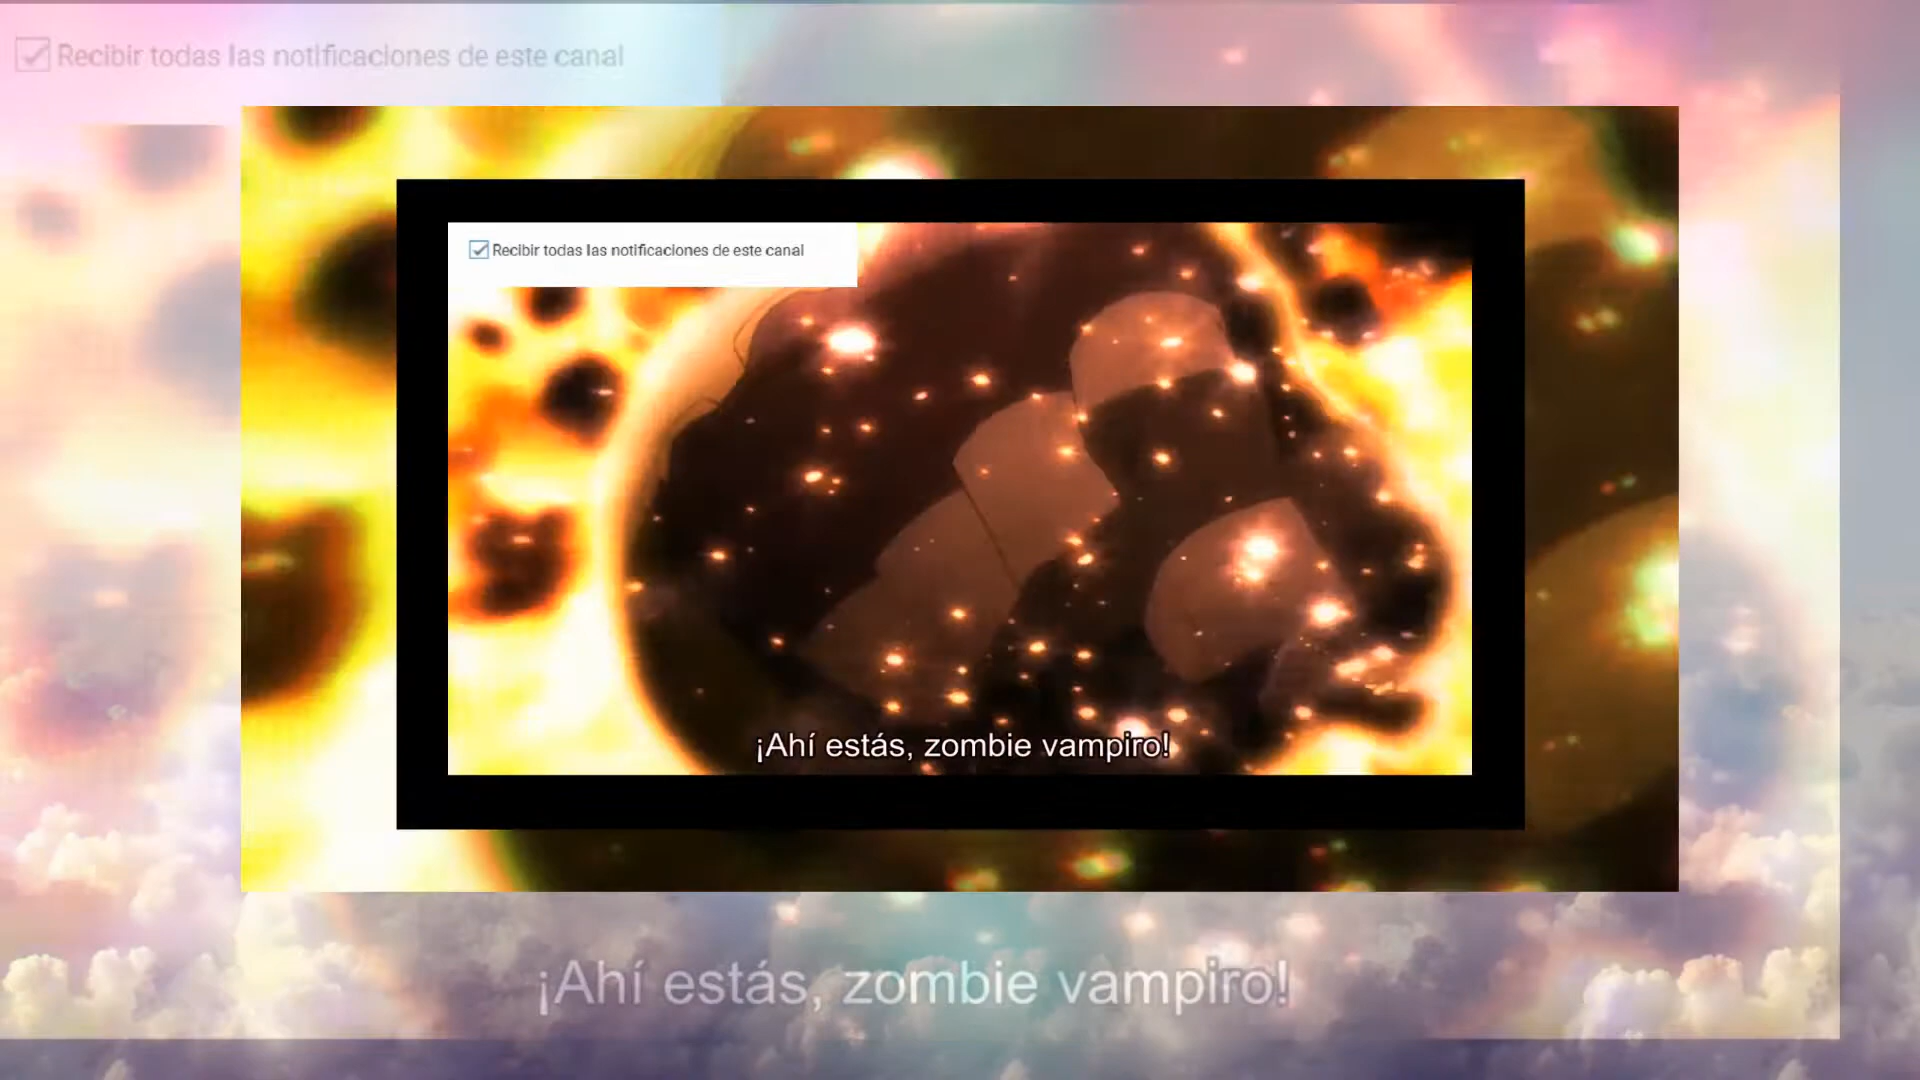 Recibir todas las notificaciones de este canal
Recibir todas las notificaciones de este canal
¡Ahí estás, zombie vampiro!
¡Ahí estás, zombie vampiro!